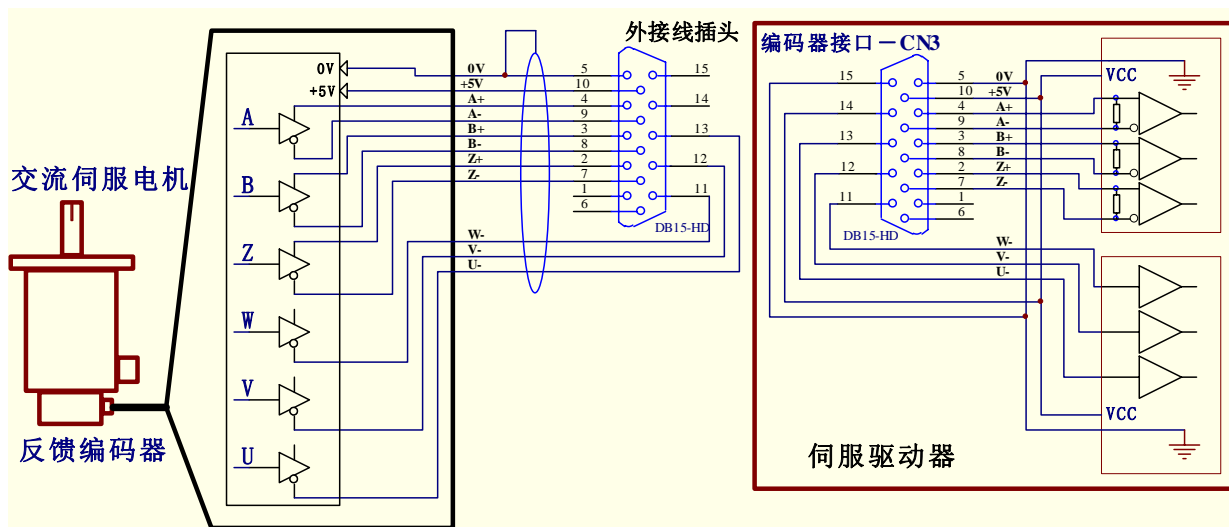 交流伺服电机
反馈编码器
0V
+5V
A
B
Z
W
V
U
0V
+5V
A+
A-
B+
B-
Z+
Z-
W-
V-
U-
外接线插头
5
10
4
9
3
8
2
7
1
6
15
14
13
12
11
DB15-HD
编码器接口－CN3
15
14
13
12
11
5
10
4
9
3
8
2
7
1
6
DB15-HD
0V
+5V
A+
A-
B+
B-
Z+
Z-
W-
V-
U-
VCC
VCC
伺服驱动器